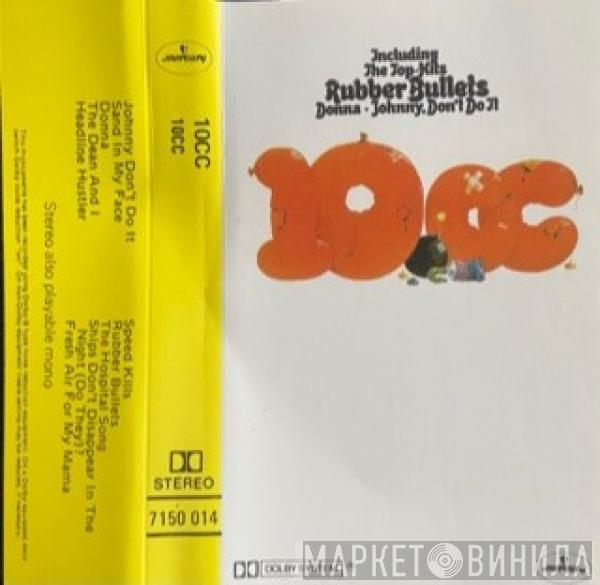 Including
The Top-Hits
Rubber Bullets
Donna - Johnny, Don't Do It
10cc
DOLBY SYSTEM
mercury
mercury
10CC
10CC
STEREO
7150 014
Johnny Don't Do It
Sand In My Face
Donna
The Dean And I
Headline Hustler
Speed Kills
Rubber Bullets
The Hospital Song
Ships Don't Disappear In The
Night (Do They)?
Fresh Air For My Mama
Stereo also playable mono
МАРКЕТ ВИНИЛА